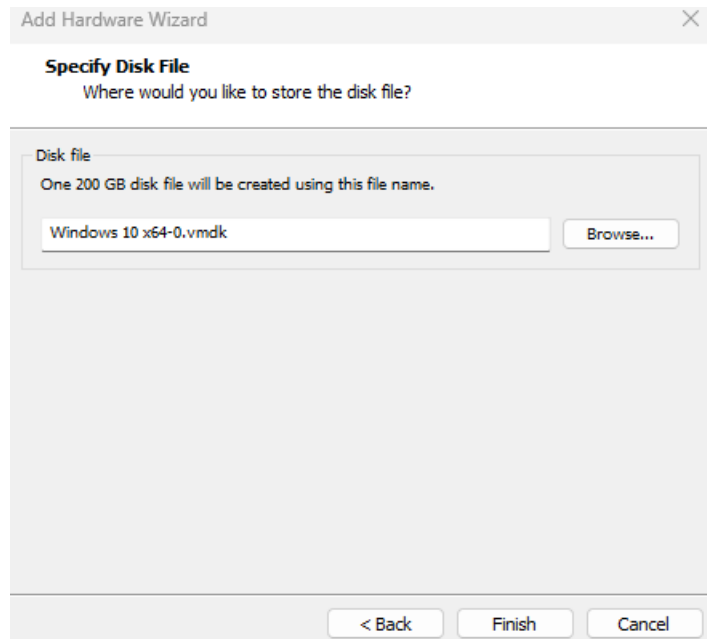 Add Hardware Wizard
Specify Disk File
Where would you like to store the disk file?
Disk file
One 200 GB disk file will be created using this file name.
Windows 10 x64-0.vmdk
Browse...
< Back
Finish
Cancel